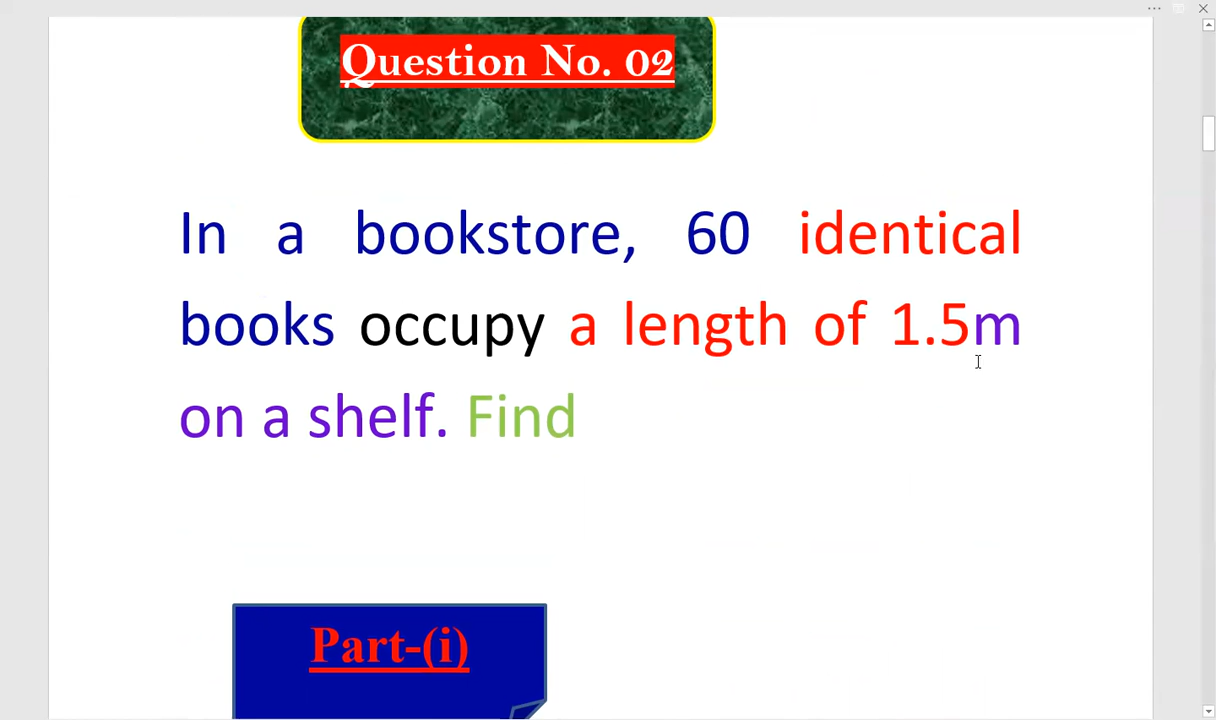 Question No. 02
In a bookstore, 60 identical
books occupy a length of 1.5m
on a shelf. Find
Part-(i)